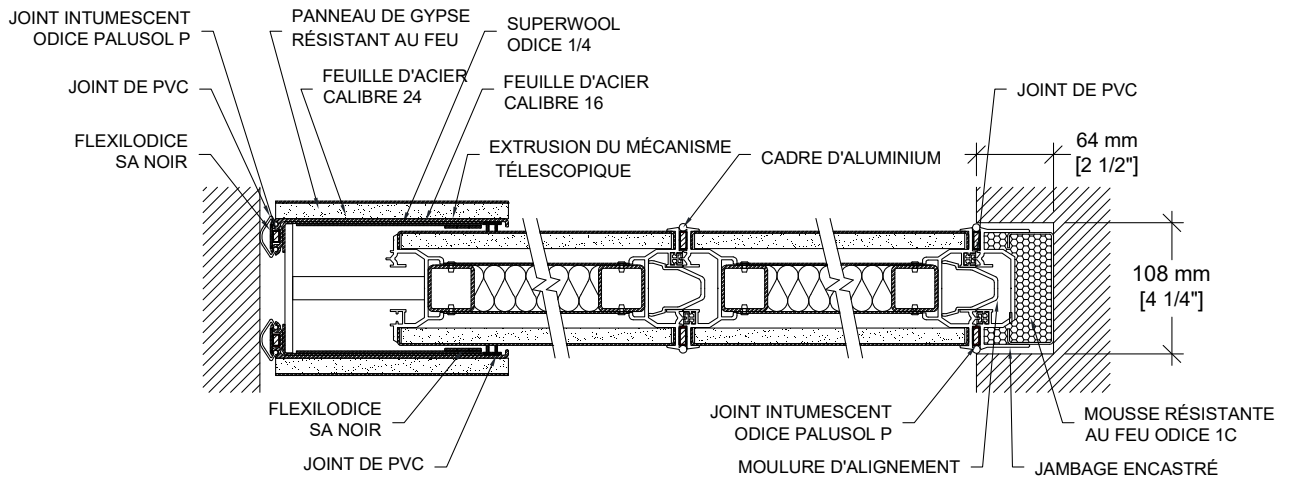 JOINT INTUMESCENT
ODICE PALUSOL P
PANNEAU DE GYPSE
RÉSISTANT AU FEU
SUPERWOOL
ODICE 1/4
JOINT DE PVC
FEUILLE D'ACIER
CALIBRE 24
FEUILLE D'ACIER
CALIBRE 16
JOINT DE PVC
FLEXILODICE
SA NOIR
EXTRUSION DU MÉCANISME
TÉLESCOPIQUE
CADRE D'ALUMINIUM
64 mm
[2 1/2"]
108 mm
[4 1/4"]
FLEXILODICE
SA NOIR
JOINT DE PVC
JOINT INTUMESCENT
ODICE PALUSOL P
MOULURE D'ALIGNEMENT
MOUSSE RÉSISTANTE
AU FEU ODICE 1C
JAMBAGE ENCASTRÉ